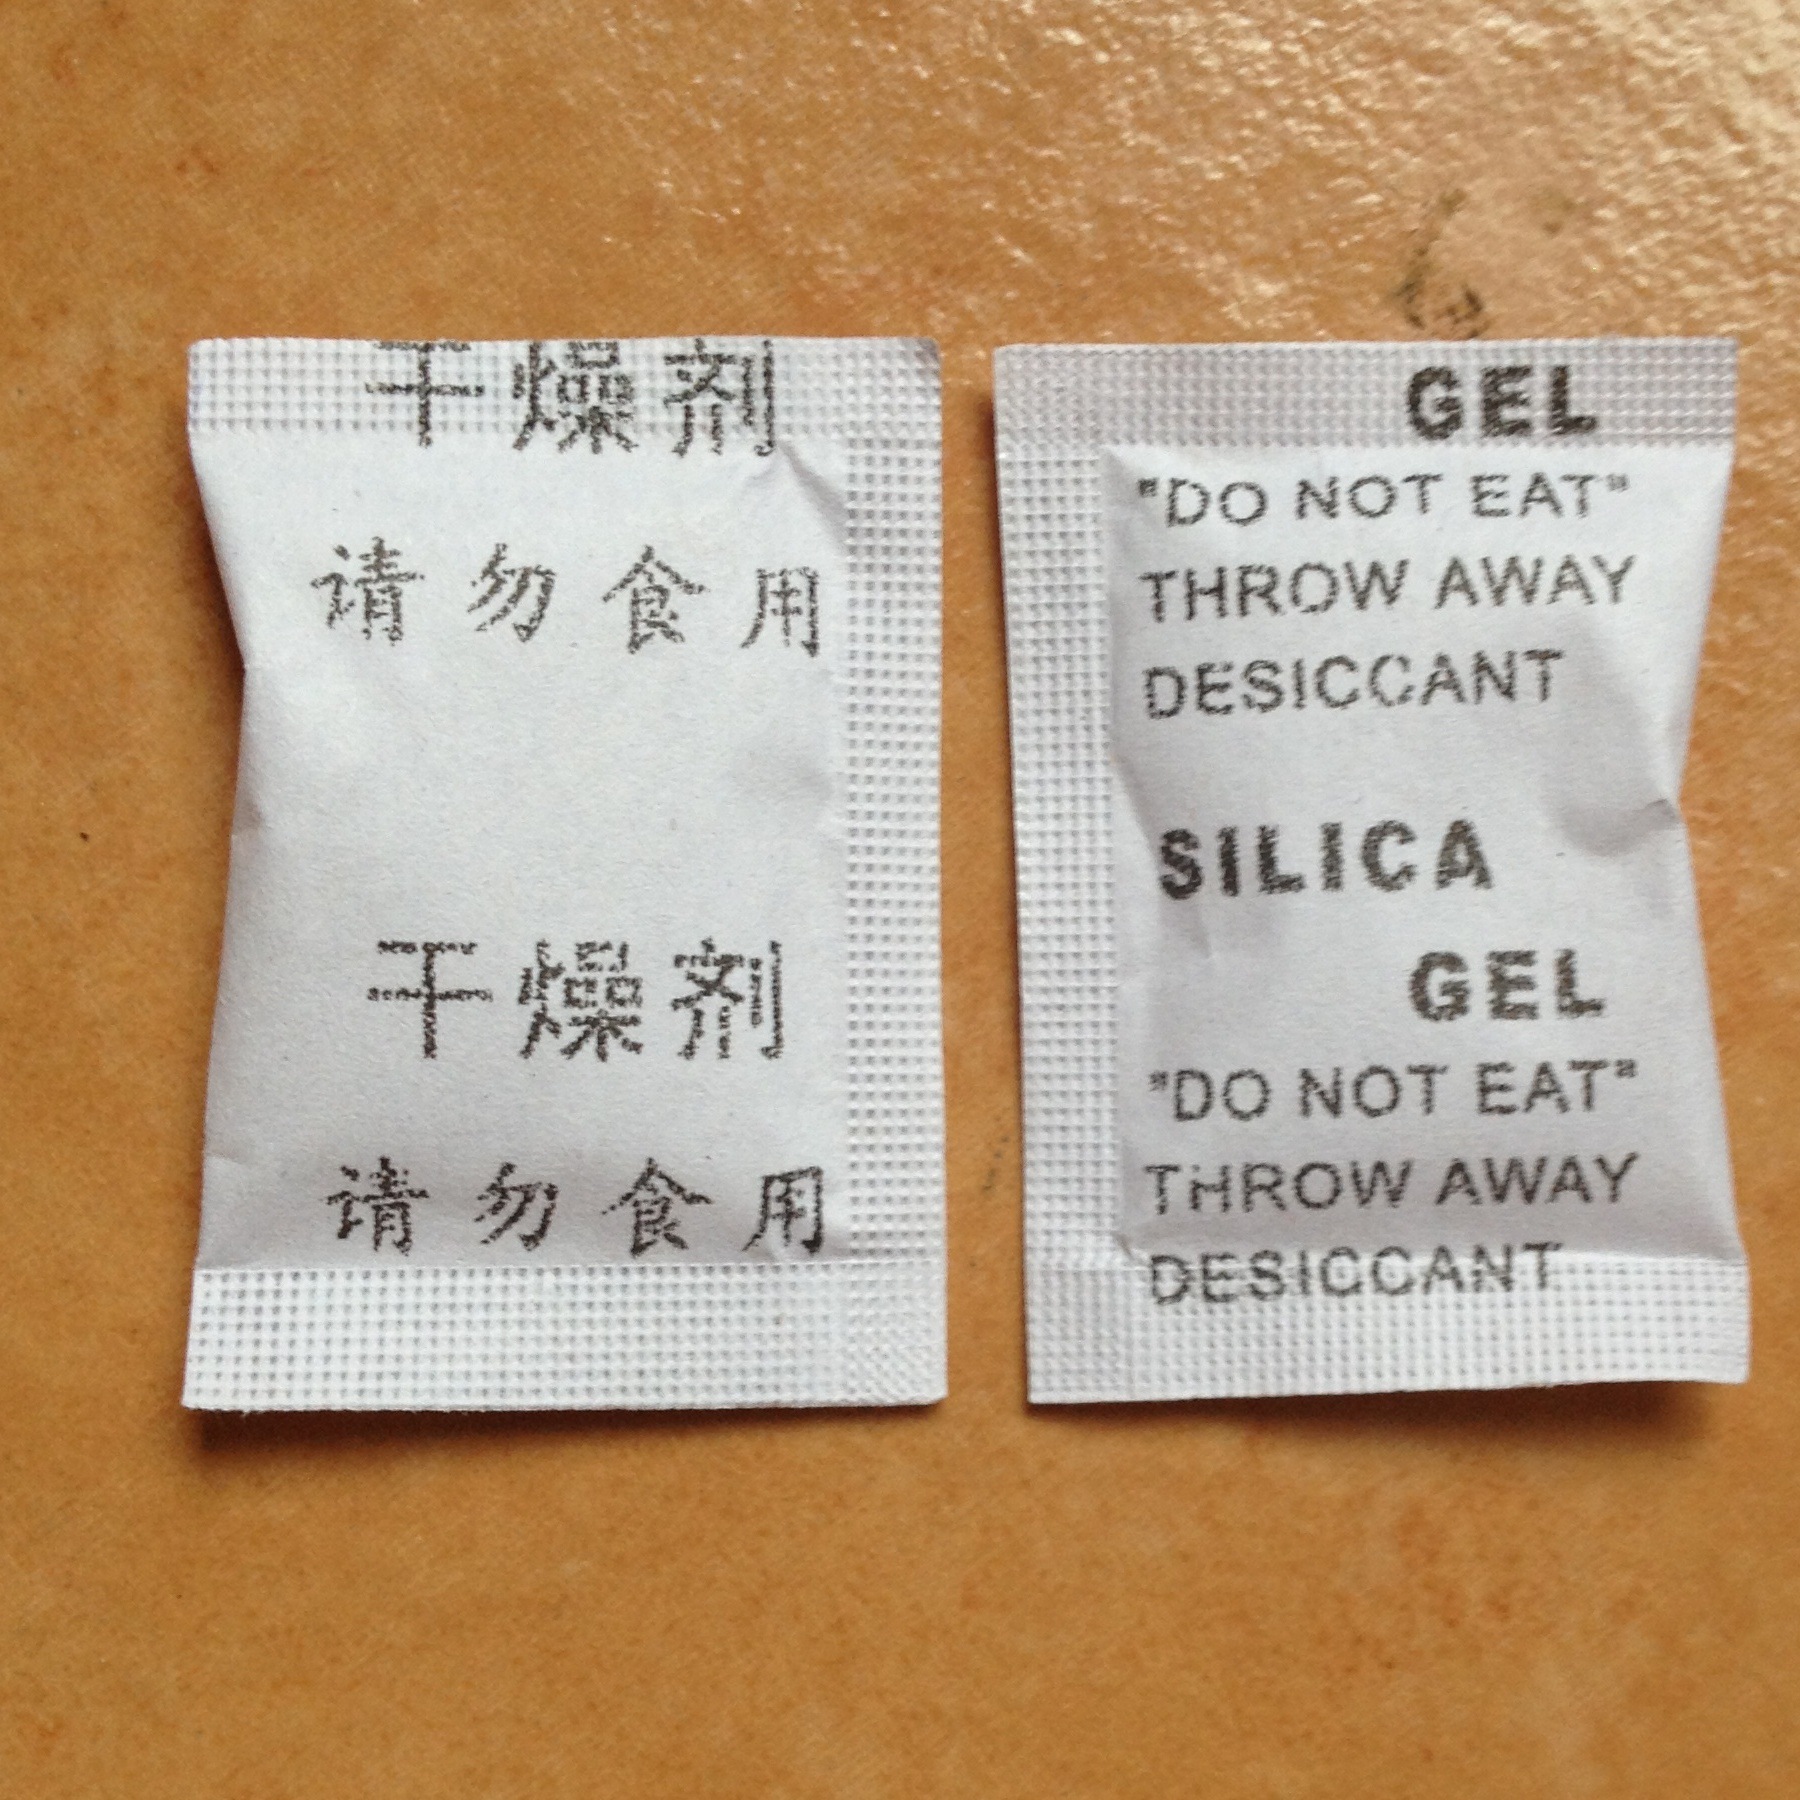 干燥剂
请勿食用
干燥剂
请勿食用
GEL
"DO NOT EAT"
THROW AWAY
DESICCANT
SILICA
GEL
"DO NOT EAT"
THROW AWAY
DESICCANT